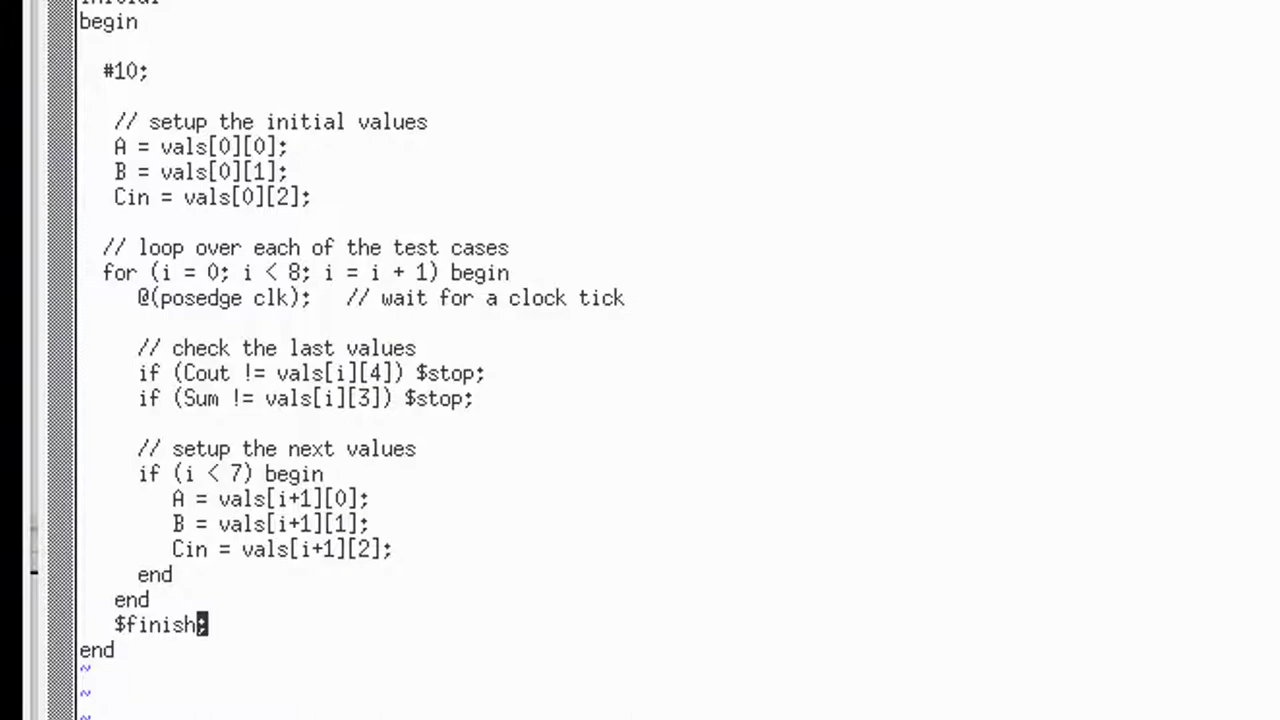 initial
begin
#10;
// setup the initial values
A = vals[0][0];
B = vals[0][1];
Cin = vals[0][2];
// loop over each of the test cases
for (i = 0; i < 8; i = i + 1) begin
@(posedge clk); // wait for a clock tick
// check the last values
if (Cout != vals[i][4]) $stop;
if (Sum != vals[i][3]) $stop;
// setup the next values
if (i < 7) begin
A = vals[i+1][0];
B = vals[i+1][1];
Cin = vals[i+1][2];
end
end
$finish;
end
~
~
~